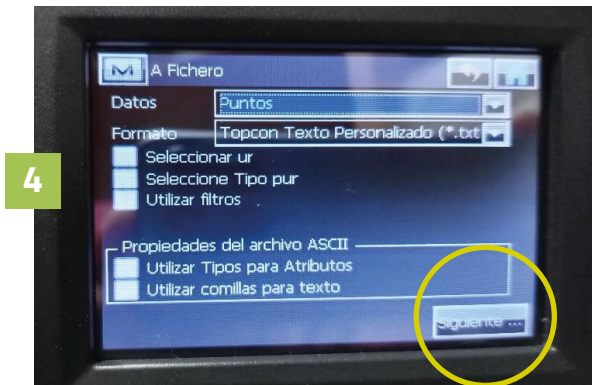 4
M A Fichero
Datos Puntos
Formato Topcon Texto Personalizado (*.txt
Seleccionar ur
Seleccione Tipo pur
Utilizar filtros
Propiedades del archivo ASCII
Utilizar Tipos para Atributos
Utilizar comillas para texto
Siguiente ...